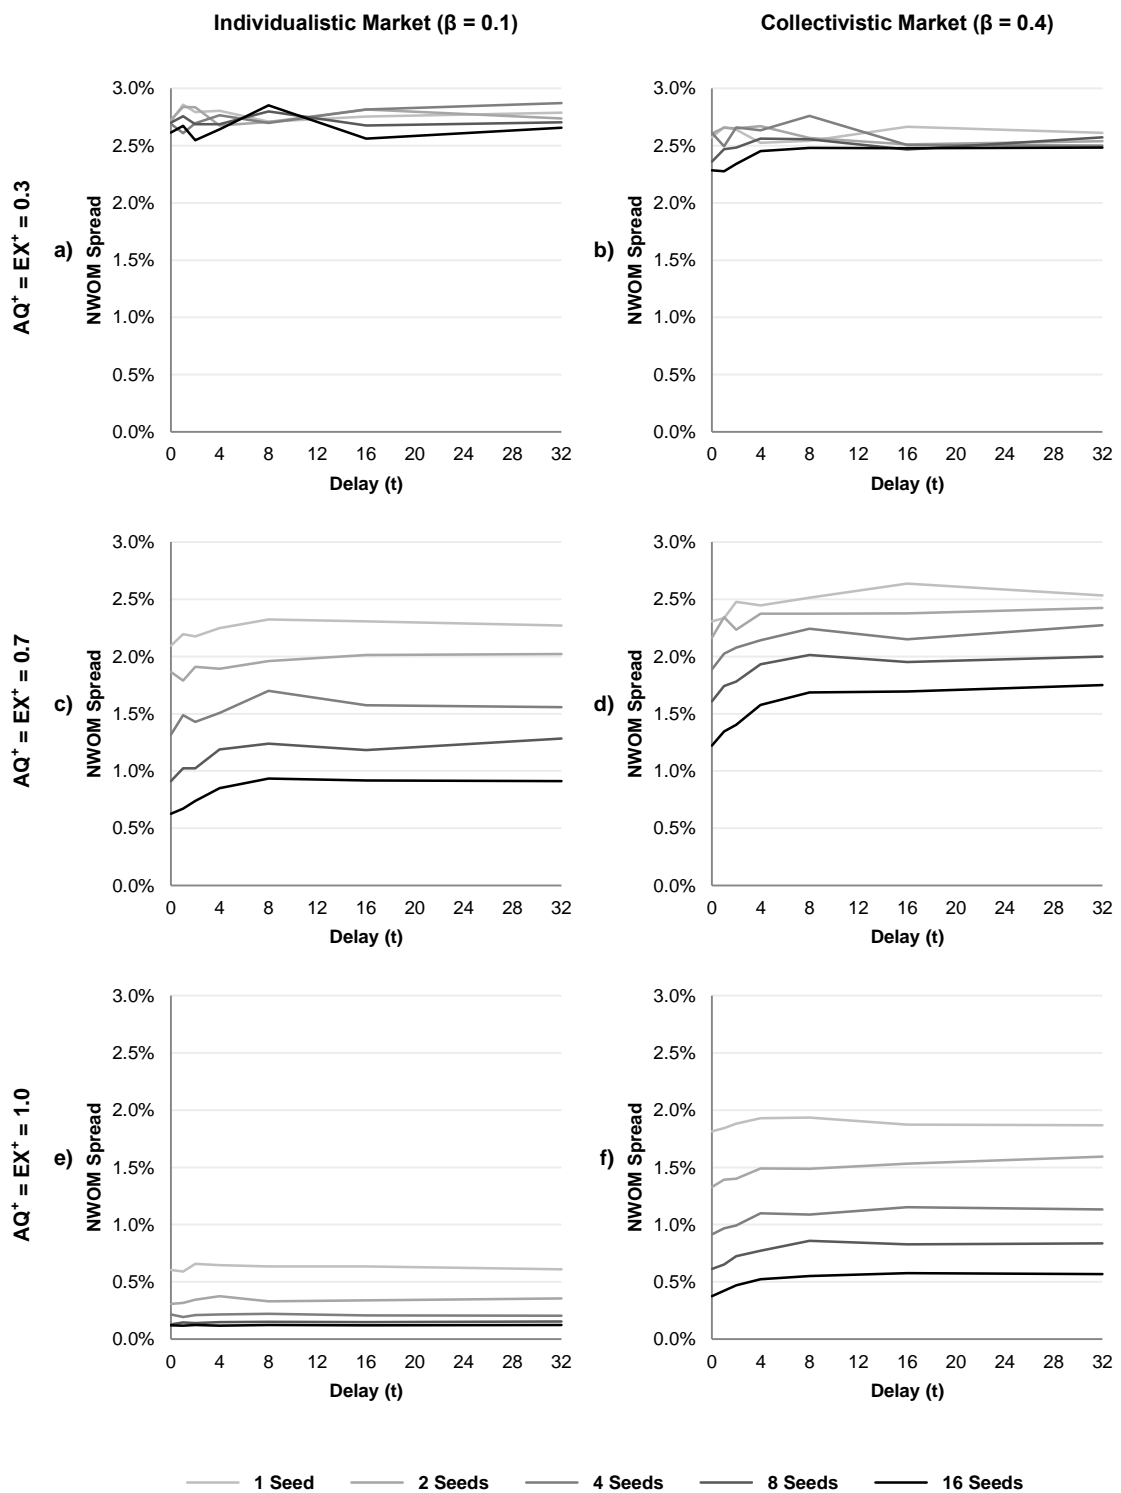 Individualistic Market (β = 0.1)
Collectivistic Market (β = 0.4)
AQ⁺ = EX⁺ = 0.3
a)
NWOM Spread
3.0%
2.5%
2.0%
1.5%
1.0%
0.5%
0.0%
0 4 8 12 16 20 24 28 32
Delay (t)
b)
NWOM Spread
3.0%
2.5%
2.0%
1.5%
1.0%
0.5%
0.0%
0 4 8 12 16 20 24 28 32
Delay (t)
AQ⁺ = EX⁺ = 0.7
c)
NWOM Spread
3.0%
2.5%
2.0%
1.5%
1.0%
0.5%
0.0%
0 4 8 12 16 20 24 28 32
Delay (t)
d)
NWOM Spread
3.0%
2.5%
2.0%
1.5%
1.0%
0.5%
0.0%
0 4 8 12 16 20 24 28 32
Delay (t)
AQ⁺ = EX⁺ = 1.0
e)
NWOM Spread
3.0%
2.5%
2.0%
1.5%
1.0%
0.5%
0.0%
0 4 8 12 16 20 24 28 32
Delay (t)
f)
NWOM Spread
3.0%
2.5%
2.0%
1.5%
1.0%
0.5%
0.0%
0 4 8 12 16 20 24 28 32
Delay (t)
1 Seed 2 Seeds 4 Seeds 8 Seeds 16 Seeds